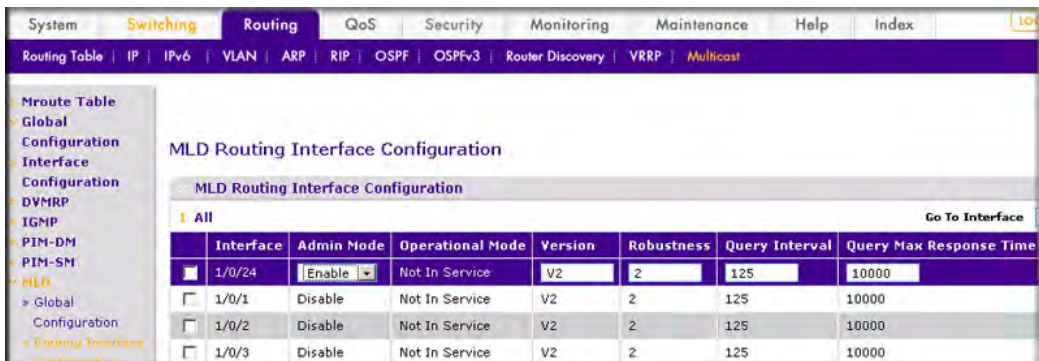 System Switching Routing QoS Security Monitoring Maintenance Help Index
Routing Table IP IPv6 VLAN ARP RIP OSPF OSPFv3 Router Discovery VRRP Multicast
Mroute Table
Global
Configuration
Interface
Configuration
DVMRP
IGMP
PIM-DM
PIM-SM
MLD
» Global
Configuration
» Routing Interface
MLD Routing Interface Configuration
MLD Routing Interface Configuration
1 All Go To Interface
Interface Admin Mode Operational Mode Version Robustness Query Interval Query Max Response Time
1/0/24 Enable Not In Service V2 2 125 10000
1/0/1 Disable Not In Service V2 2 125 10000
1/0/2 Disable Not In Service V2 2 125 10000
1/0/3 Disable Not In Service V2 2 125 10000